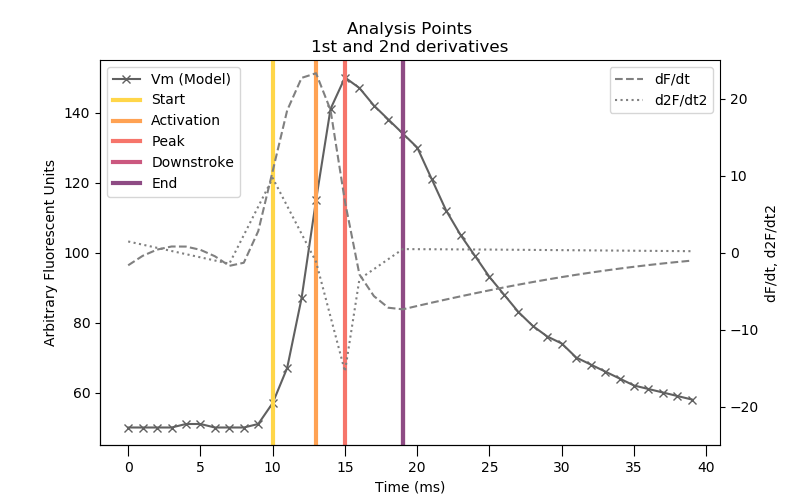 Analysis Points
1st and 2nd derivatives
Vm (Model)
Start
Activation
Peak
Downstroke
End
dF/dt
d2F/dt2
Arbitrary Fluorescent Units
140
120
100
80
60
20
10
0
−10
−20
dF/dt, d2F/dt2
0 5 10 15 20 25 30 35 40
Time (ms)